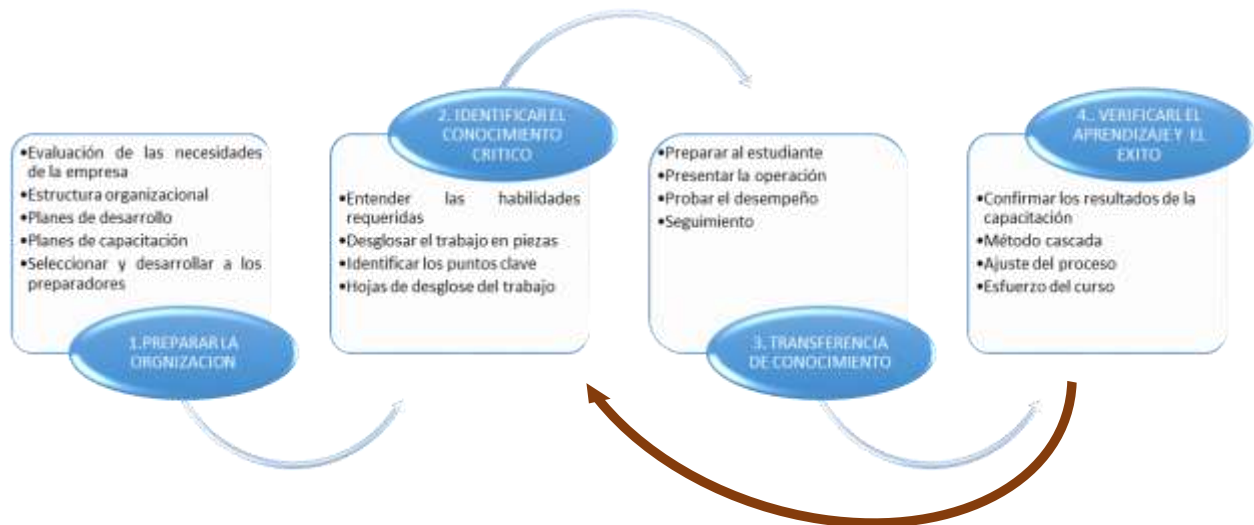 •Evaluación de las necesidades
de la empresa
•Estructura organizacional
•Planes de desarrollo
•Planes de capacitación
•Seleccionar y desarrollar a los
preparadores
1.PREPARAR LA
ORGNIZACION
2. IDENTIFICAR EL
CONOCIMIENTO
CRITICO
•Entender las habilidades
requeridas
•Desglosar el trabajo en piezas
•Identificar los puntos clave
•Hojas de desglose del trabajo
•Preparar al estudiante
•Presentar la operación
•Probar el desempeño
•Seguimiento
3. TRANSFERENCIA
DE CONOCIMIENTO
4.. VERIFICARL EL
APRENDIZAJE Y EL
EXITO
•Confirmar los resultados de la
capacitación
•Método cascada
•Ajuste del proceso
•Esfuerzo del curso